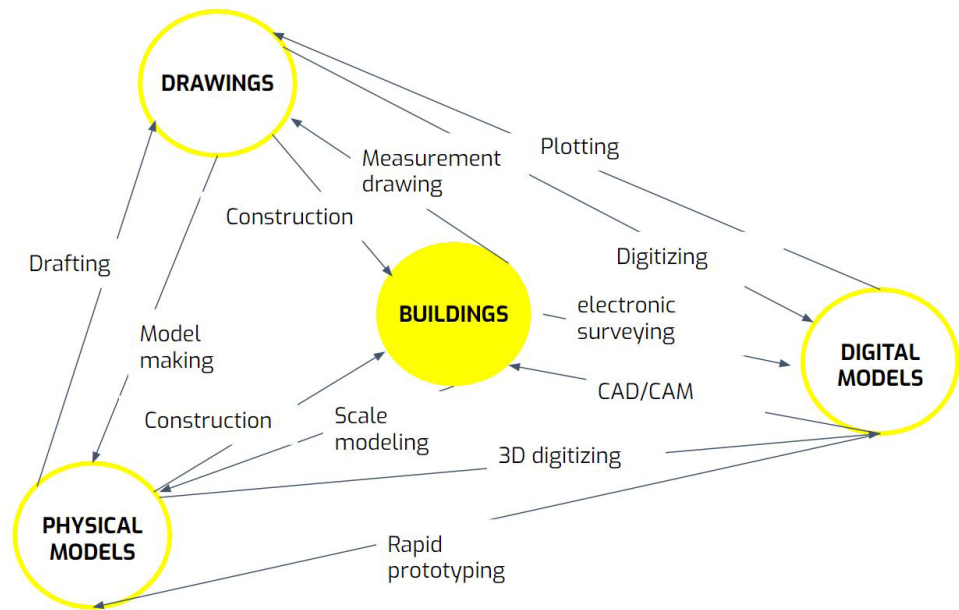 DRAWINGS
Plotting
Measurement
drawing
Construction
Digitizing
Drafting
BUILDINGS
electronic
surveying
Model
making
DIGITAL
MODELS
CAD/CAM
Construction
Scale
modeling
3D digitizing
PHYSICAL
MODELS
Rapid
prototyping